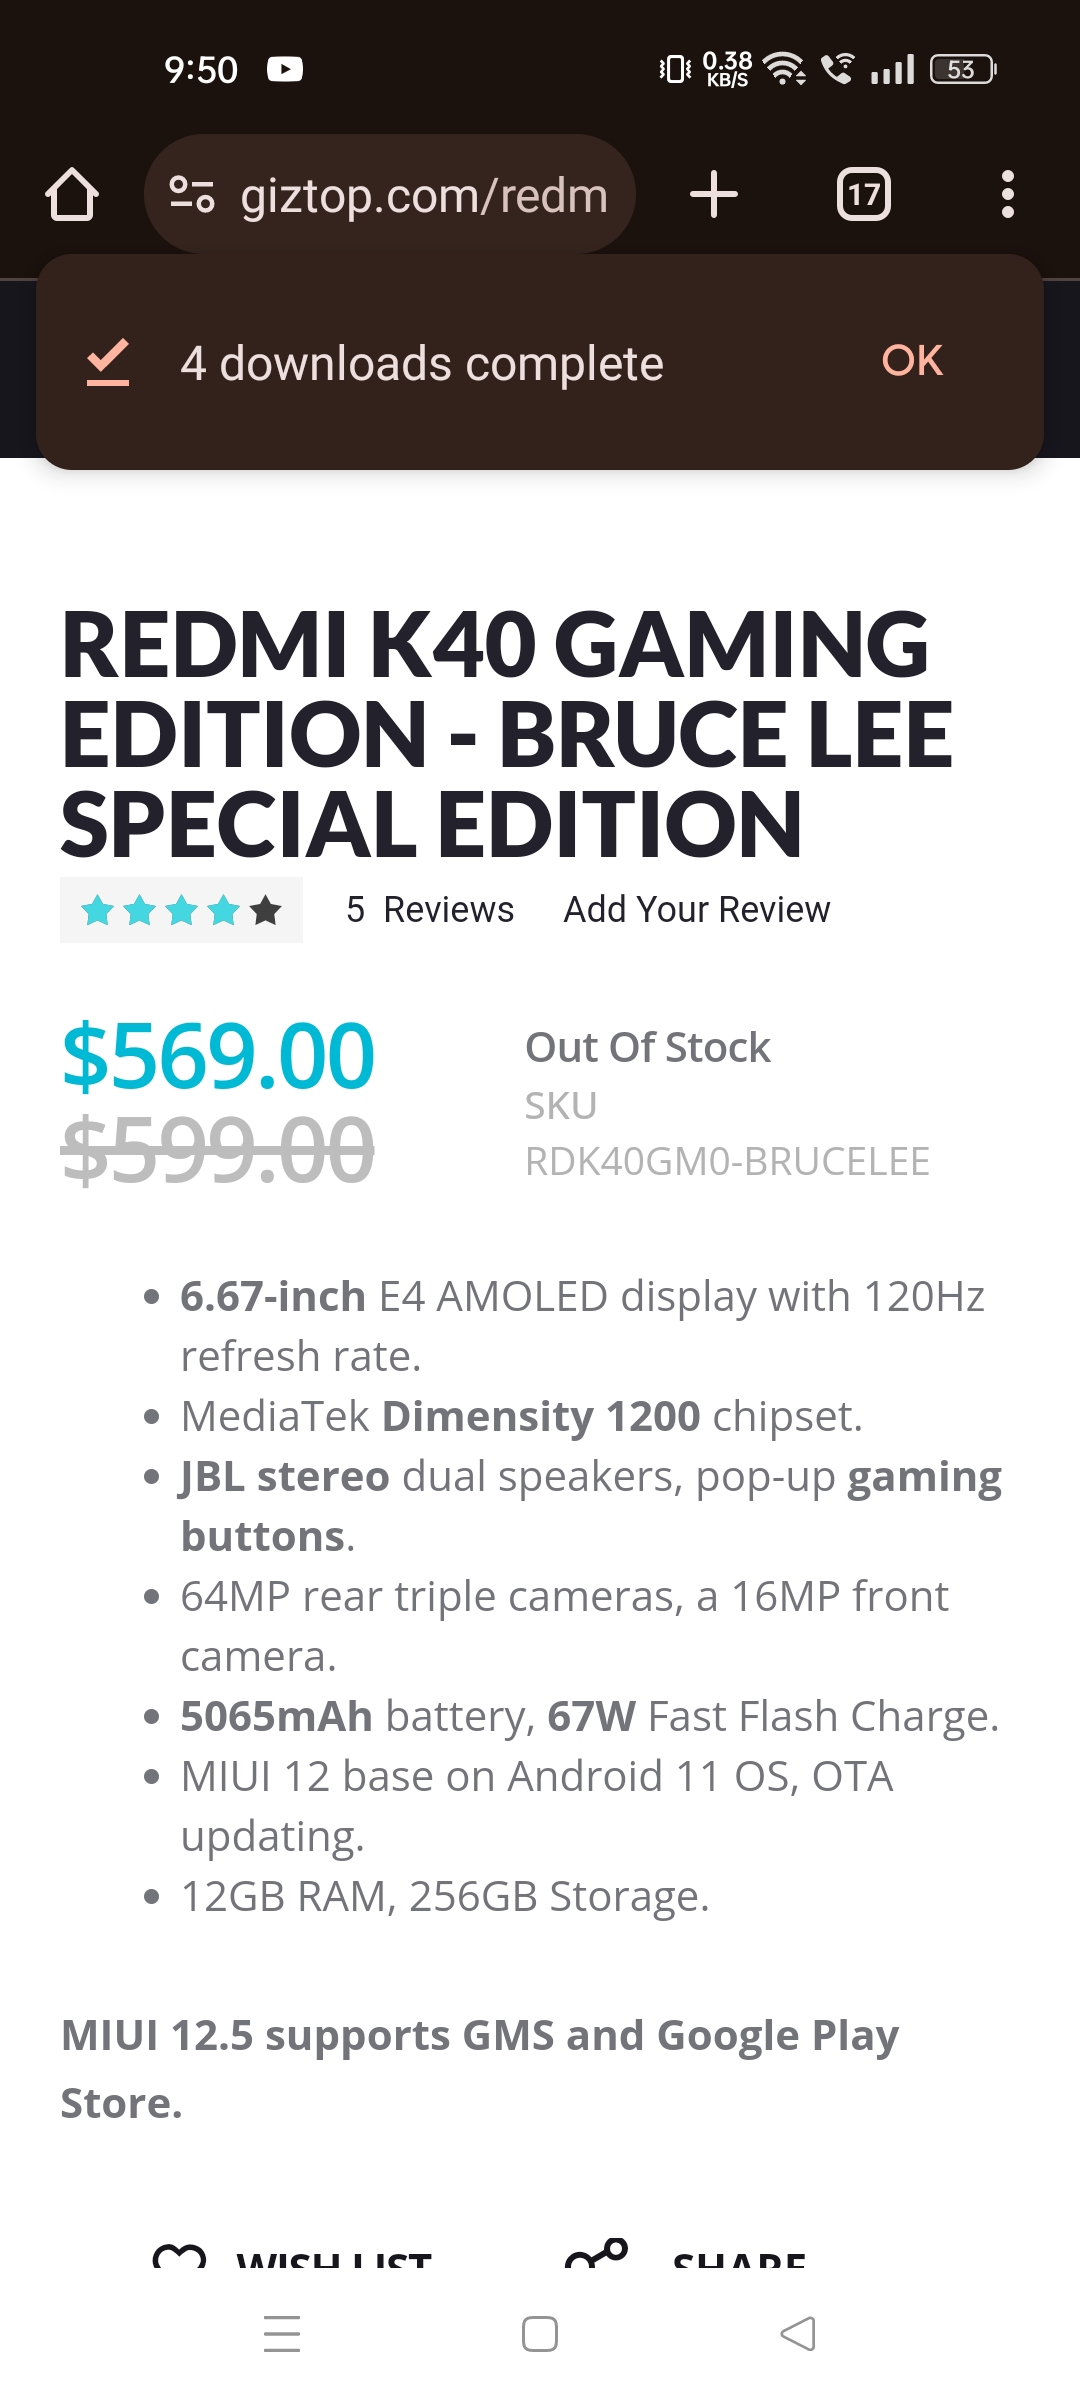 9:50 0.38 KB/S 53
giztop.com/redm 17
4 downloads complete OK
REDMI K40 GAMING
EDITION - BRUCE LEE
SPECIAL EDITION
5 Reviews Add Your Review
$569.00
$599.00
Out Of Stock
SKU
RDK40GM0-BRUCELEE
6.67-inch E4 AMOLED display with 120Hz
refresh rate.
MediaTek Dimensity 1200 chipset.
JBL stereo dual speakers, pop-up gaming
buttons.
64MP rear triple cameras, a 16MP front
camera.
5065mAh battery, 67W Fast Flash Charge.
MIUI 12 base on Android 11 OS, OTA
updating.
12GB RAM, 256GB Storage.
MIUI 12.5 supports GMS and Google Play
Store.
WISH LIST SHARE